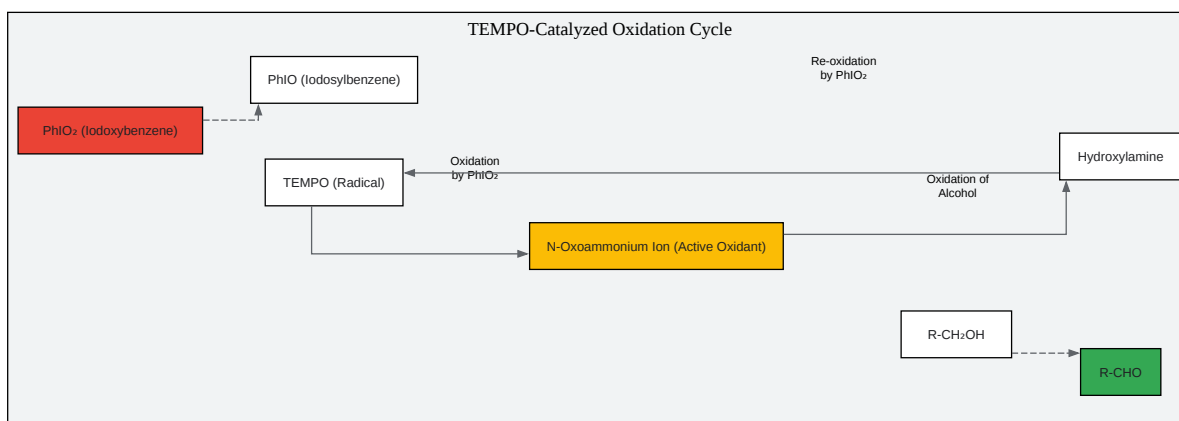 TEMPO-Catalyzed Oxidation Cycle
Re-oxidation
by PhIO₂
PhIO (Iodosylbenzene)
PhIO₂ (Iodoxybenzene)
Hydroxylamine
Oxidation
by PhIO₂
TEMPO (Radical)
Oxidation of
Alcohol
N-Oxoammonium Ion (Active Oxidant)
R-CH₂OH
R-CHO